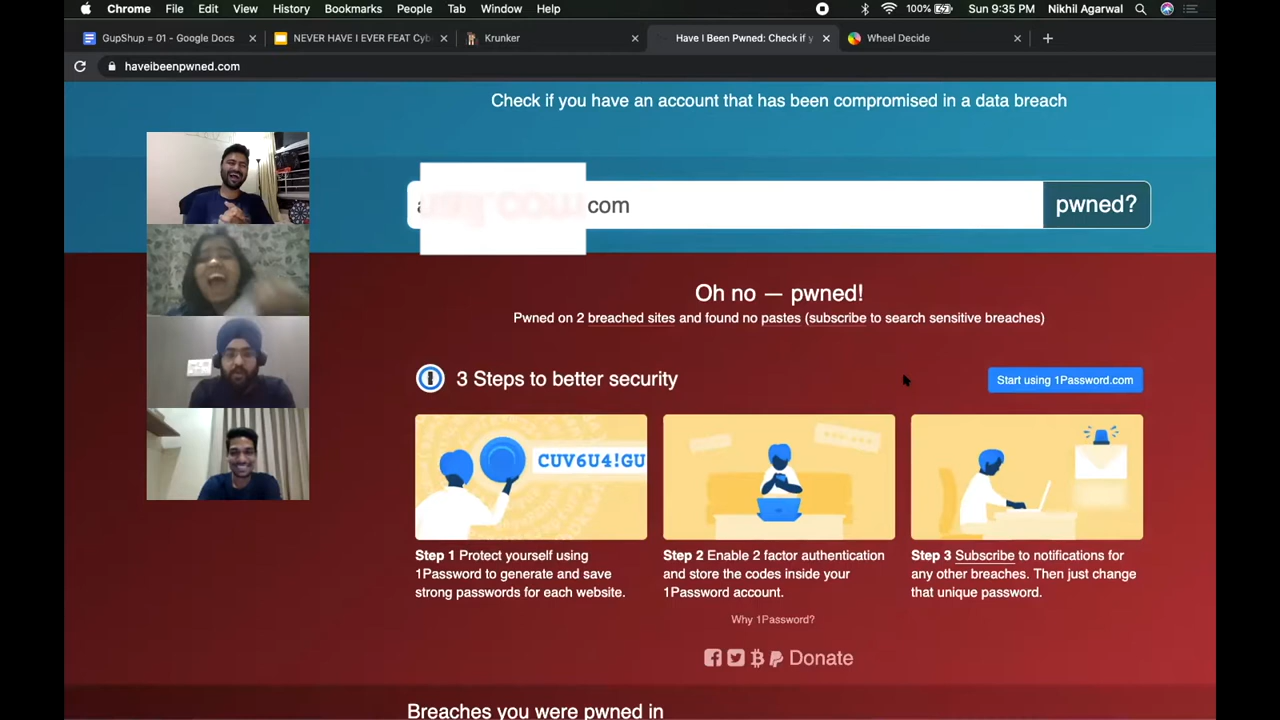 Chrome File Edit View History Bookmarks People Tab Window Help 100% Sun 9:35 PM Nikhil Agarwal
GupShup = 01 - Google Docs × NEVER HAVE I EVER FEAT Cyb × Krunker × Have I Been Pwned: Check if y × Wheel Decide × +
haveibeenpwned.com
Check if you have an account that has been compromised in a data breach
com pwned?
Oh no — pwned!
Pwned on 2 breached sites and found no pastes (subscribe to search sensitive breaches)
3 Steps to better security Start using 1Password.com
CUV6U4!GU
Step 1 Protect yourself using
1Password to generate and save
strong passwords for each website.
Step 2 Enable 2 factor authentication
and store the codes inside your
1Password account.
Step 3 Subscribe to notifications for
any other breaches. Then just change
that unique password.
Why 1Password?
Donate
Breaches you were pwned in